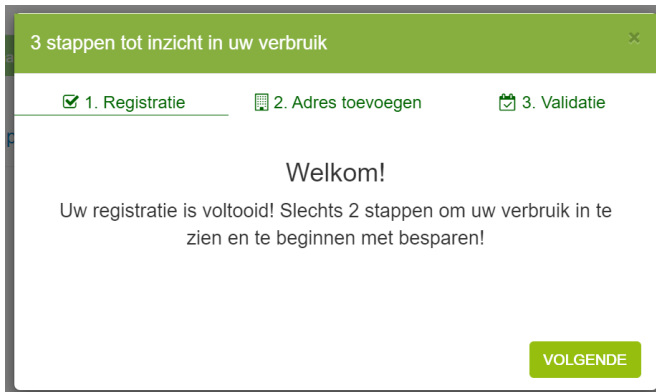 3 stappen tot inzicht in uw verbruik
×
1. Registratie 2. Adres toevoegen 3. Validatie
Welkom!
Uw registratie is voltooid! Slechts 2 stappen om uw verbruik in te
zien en te beginnen met besparen!
VOLGENDE